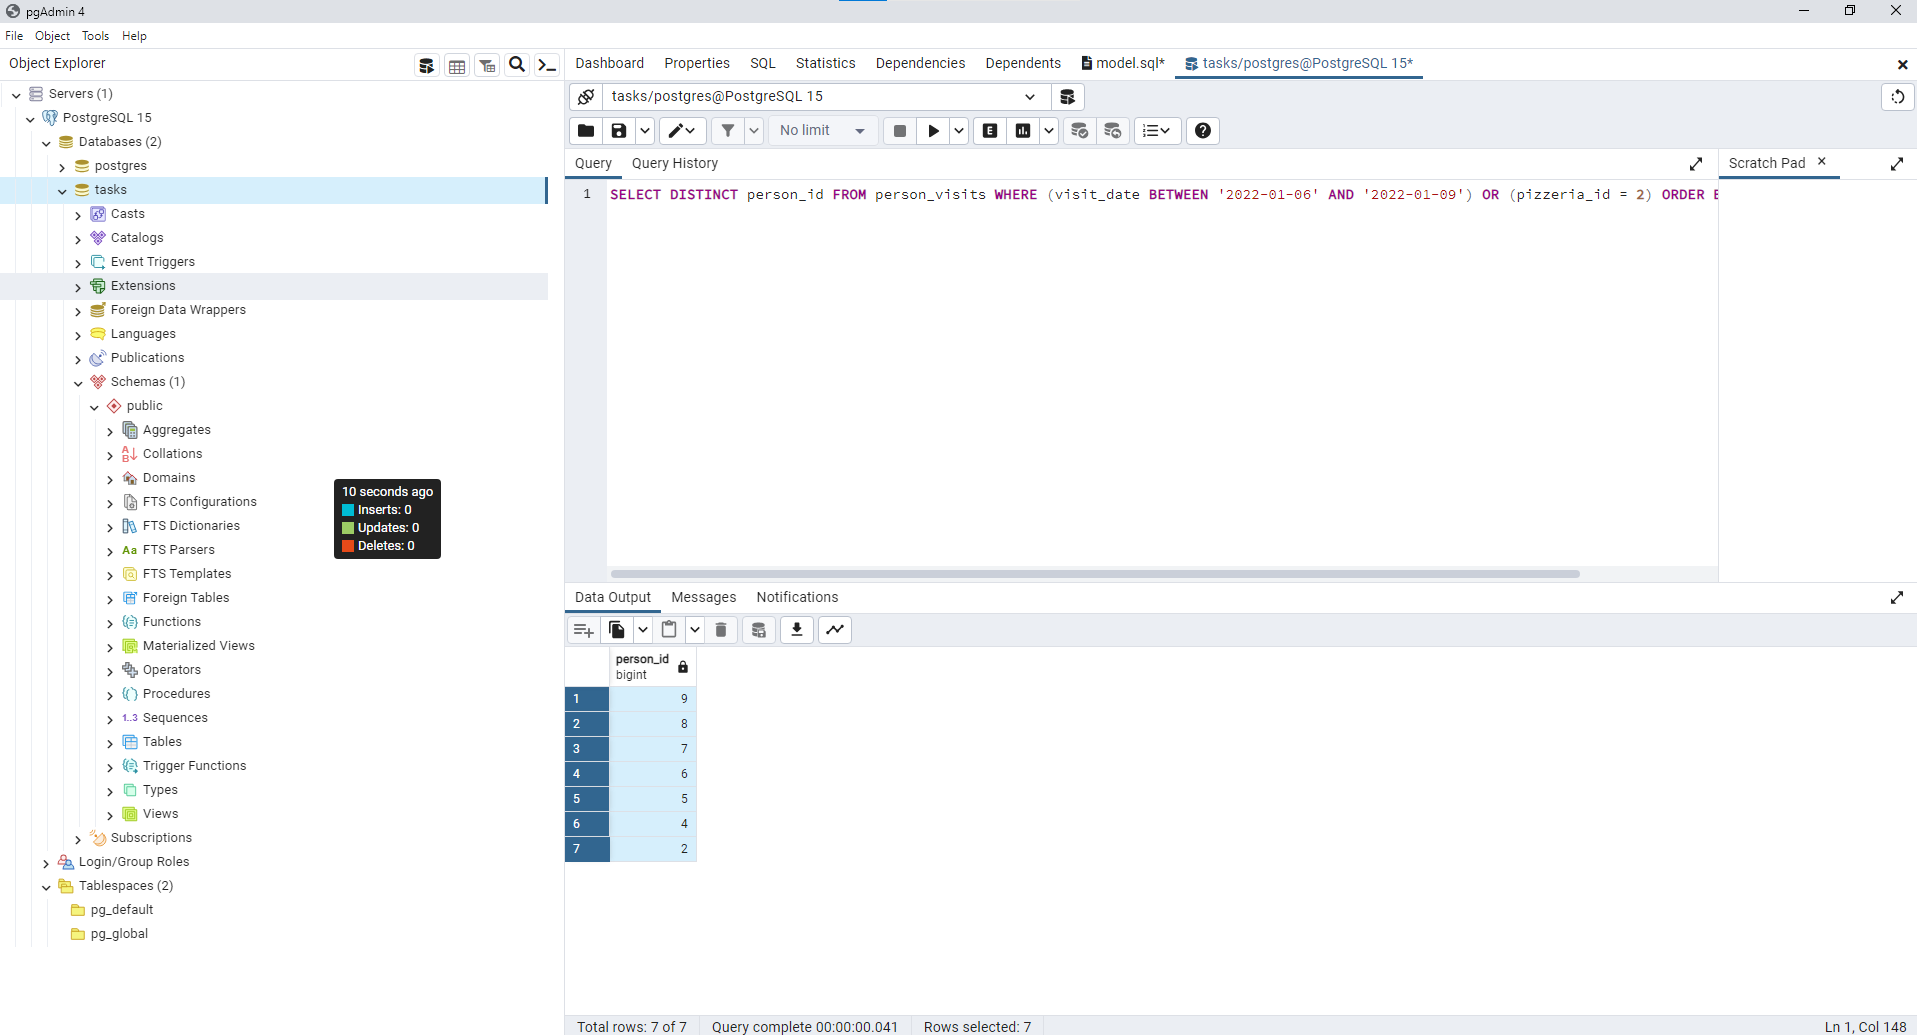 pgAdmin 4
File Object Tools Help
Object Explorer
Servers (1)
PostgreSQL 15
Databases (2)
postgres
tasks
Casts
Catalogs
Event Triggers
Extensions
Foreign Data Wrappers
Languages
Publications
Schemas (1)
public
Aggregates
Collations
Domains
FTS Configurations
FTS Dictionaries
Aa FTS Parsers
FTS Templates
Foreign Tables
Functions
Materialized Views
Operators
Procedures
1..3 Sequences
Tables
Trigger Functions
Types
Views
Subscriptions
Login/Group Roles
Tablespaces (2)
pg_default
pg_global
10 seconds ago
Inserts: 0
Updates: 0
Deletes: 0
Dashboard Properties SQL Statistics Dependencies Dependents model.sql* tasks/postgres@PostgreSQL 15*
tasks/postgres@PostgreSQL 15
No limit E
Query Query History
Scratch Pad
1 SELECT DISTINCT person_id FROM person_visits WHERE (visit_date BETWEEN '2022-01-06' AND '2022-01-09') OR (pizzeria_id = 2) ORDER
Data Output Messages Notifications
person_id
bigint
1 9
2 8
3 7
4 6
5 5
6 4
7 2
Total rows: 7 of 7 Query complete 00:00:00.041 Rows selected: 7 Ln 1, Col 148